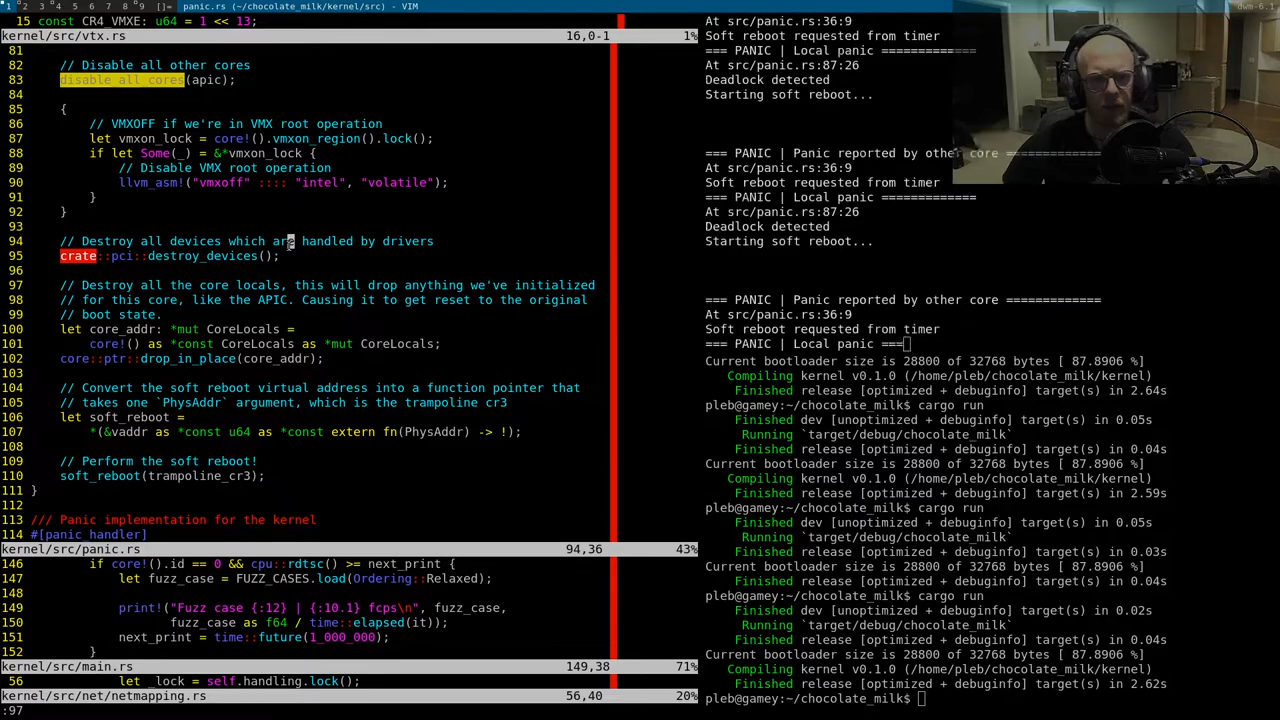 1 2 3 4 6 7 8 9 []= panic.rs (~/chocolate_milk/kernel/src) - VIM
dwm-6.1
15 const CR4_VMXE: u64 = 1 << 13;
kernel/src/vtx.rs 16,0-1 1%
81
82 // Disable all other cores
83 disable_all_cores(apic);
84
85 {
86 // VMXOFF if we're in VMX root operation
87 let vmxon_lock = core!().vmxon_region().lock();
88 if let Some(_) = &*vmxon_lock {
89 // Disable VMX root operation
90 llvm_asm!("vmxoff" :::: "intel", "volatile");
91 }
92 }
93
94 // Destroy all devices which are handled by drivers
95 crate::pci::destroy_devices();
96
97 // Destroy all the core locals, this will drop anything we've initialized
98 // for this core, like the APIC. Causing it to get reset to the original
99 // boot state.
100 let core_addr: *mut CoreLocals =
101 core!() as *const CoreLocals as *mut CoreLocals;
102 core::ptr::drop_in_place(core_addr);
103
104 // Convert the soft reboot virtual address into a function pointer that
105 // takes one `PhysAddr` argument, which is the trampoline cr3
106 let soft_reboot =
107 *(&vaddr as *const u64 as *const extern fn(PhysAddr) -> !);
108
109 // Perform the soft reboot!
110 soft_reboot(trampoline_cr3);
111 }
112
113 /// Panic implementation for the kernel
114 #[panic_handler]
kernel/src/panic.rs 94,36 43%
146 if core!().id == 0 && cpu::rdtsc() >= next_print {
147 let fuzz_case = FUZZ_CASES.load(Ordering::Relaxed);
148
149 print!("Fuzz case {:12} | {:10.1} fcps\n", fuzz_case,
150 fuzz_case as f64 / time::elapsed(it));
151 next_print = time::future(1_000_000);
152 }
kernel/src/main.rs 149,38 71%
56 let _lock = self.handling.lock();
kernel/src/net/netmapping.rs 56,40 20%
:97
At src/panic.rs:36:9
Soft reboot requested from timer
=== PANIC | Local panic =============
At src/panic.rs:87:26
Deadlock detected
Starting soft reboot...
=== PANIC | Panic reported by other core =============
At src/panic.rs:36:9
Soft reboot requested from timer
=== PANIC | Local panic =============
At src/panic.rs:87:26
Deadlock detected
Starting soft reboot...
=== PANIC | Panic reported by other core =============
At src/panic.rs:36:9
Soft reboot requested from timer
=== PANIC | Local panic ===
Current bootloader size is 28800 of 32768 bytes [ 87.8906 %]
Compiling kernel v0.1.0 (/home/pleb/chocolate_milk/kernel)
Finished release [optimized + debuginfo] target(s) in 2.64s
pleb@gamey:~/chocolate_milk$ cargo run
Finished dev [unoptimized + debuginfo] target(s) in 0.05s
Running `target/debug/chocolate_milk`
Finished release [optimized + debuginfo] target(s) in 0.04s
Current bootloader size is 28800 of 32768 bytes [ 87.8906 %]
Compiling kernel v0.1.0 (/home/pleb/chocolate_milk/kernel)
Finished release [optimized + debuginfo] target(s) in 2.59s
pleb@gamey:~/chocolate_milk$ cargo run
Finished dev [unoptimized + debuginfo] target(s) in 0.05s
Running `target/debug/chocolate_milk`
Finished release [optimized + debuginfo] target(s) in 0.03s
Current bootloader size is 28800 of 32768 bytes [ 87.8906 %]
Finished release [optimized + debuginfo] target(s) in 0.04s
pleb@gamey:~/chocolate_milk$ cargo run
Finished dev [unoptimized + debuginfo] target(s) in 0.02s
Running `target/debug/chocolate_milk`
Finished release [optimized + debuginfo] target(s) in 0.04s
Current bootloader size is 28800 of 32768 bytes [ 87.8906 %]
Compiling kernel v0.1.0 (/home/pleb/chocolate_milk/kernel)
Finished release [optimized + debuginfo] target(s) in 2.62s
pleb@gamey:~/chocolate_milk$